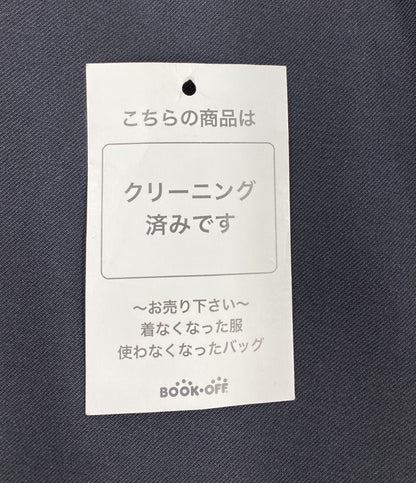 こちらの商品は
クリーニング
済みです
〜お売り下さい〜
着なくなった服
使わなくなったバッグ
BOOK・OFF